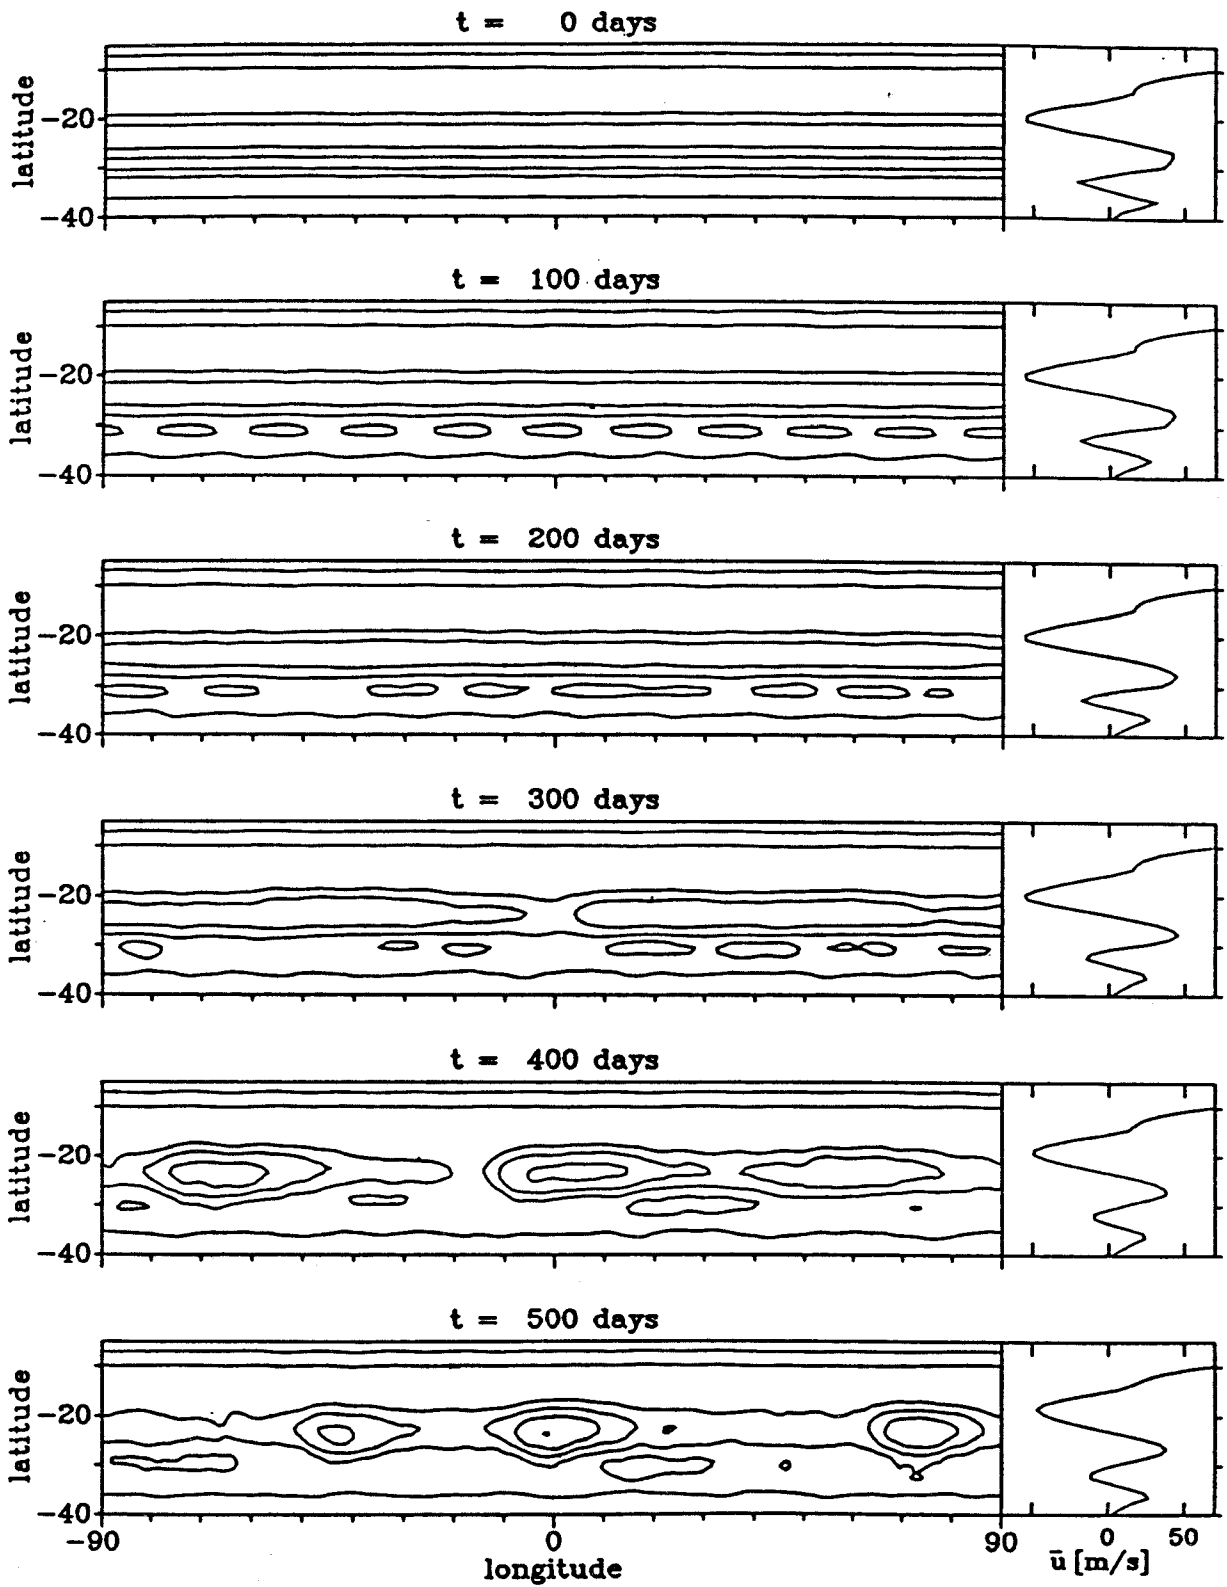 t = 0 days
latitude
−20
−40
t = 100 days
latitude
−20
−40
0
t = 200 days
latitude
−20
−40
t = 300 days
latitude
−20
−40
t = 400 days
latitude
−20
−40
t = 500 days
latitude
−20
−40
−90
0
90
longitude
0
50
ū [m/s]